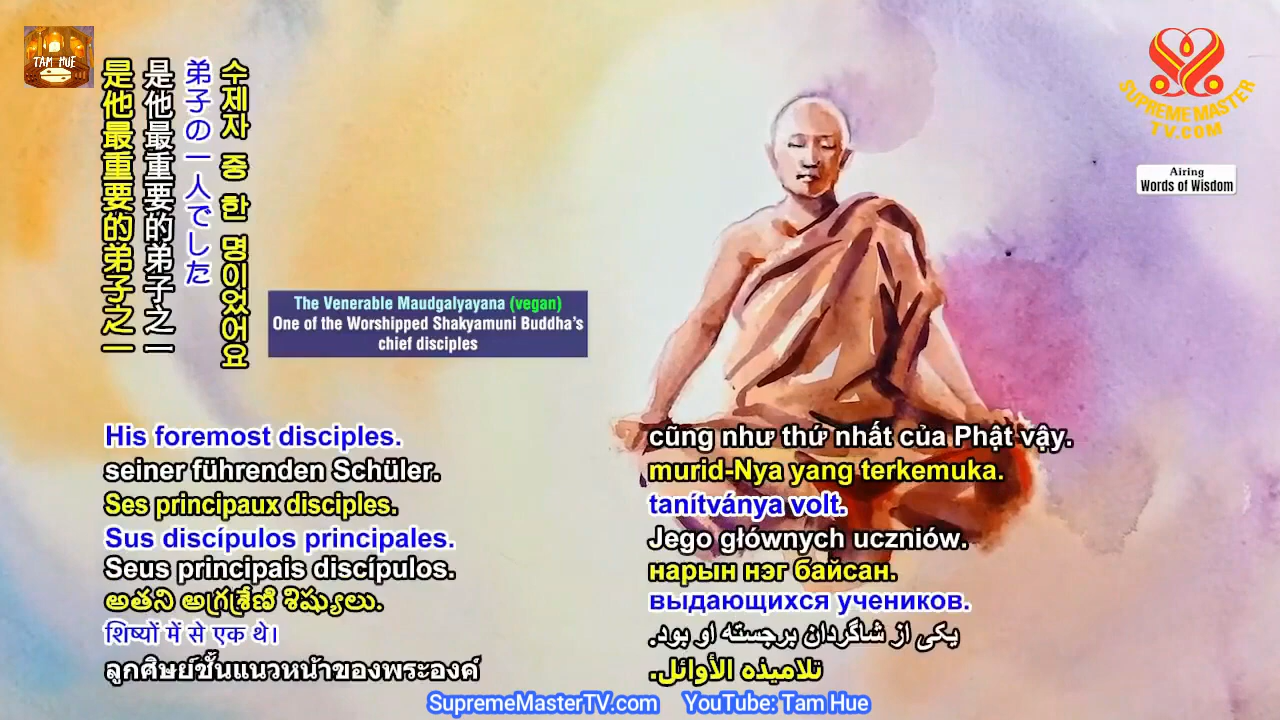 TAM HUE
SUPREME MASTER
TV.COM
Airing
Words of Wisdom
수제자 중 한 명이었어요
弟子の一人でした
是他最重要的弟子之一
是他最重要的弟子之一
The Venerable Maudgalyayana (vegan)
One of the Worshipped Shakyamuni Buddha's
chief disciples
His foremost disciples.
seiner führenden Schüler.
Ses principaux disciples.
Sus discípulos principales.
Seus principais discípulos.
అతని అగ్రశ్రేణి శిష్యులు.
शिष्यों में से एक थे।
ลูกศิษย์ชั้นแนวหน้าของพระองค์
cũng như thứ nhất của Phật vậy.
murid-Nya yang terkemuka.
tanítványa volt.
Jego głównych uczniów.
нарын нэг байсан.
выдающихся учеников.
یکی از شاگردان برجسته او بود.
تلاميذه الأوائل.
SupremeMasterTV.com YouTube: Tam Hue